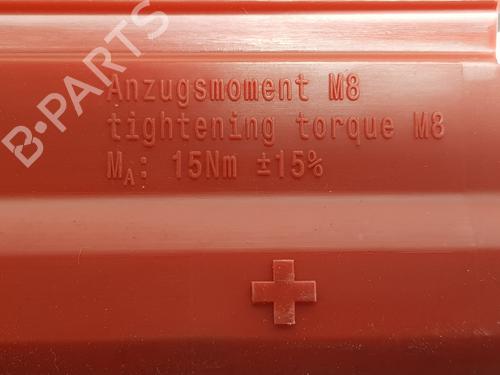 B-PARTS
Anzugsmoment M8
tightening torque M8
MA: 15Nm ±15%